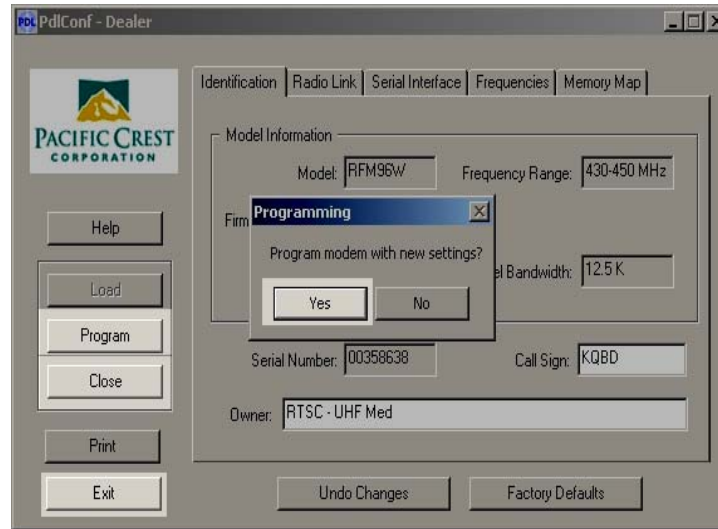 PDL PdlConf - Dealer
PACIFIC CREST
CORPORATION
Help
Load
Program
Close
Print
Exit
Identification Radio Link Serial Interface Frequencies Memory Map
Model Information
Model: RFM96W Frequency Range: 430-450 MHz
Firm
Bandwidth: 12.5 K
Programming
Program modem with new settings?
Yes No
Serial Number: 00358638 Call Sign: KQBD
Owner: RTSC - UHF Med
Undo Changes Factory Defaults